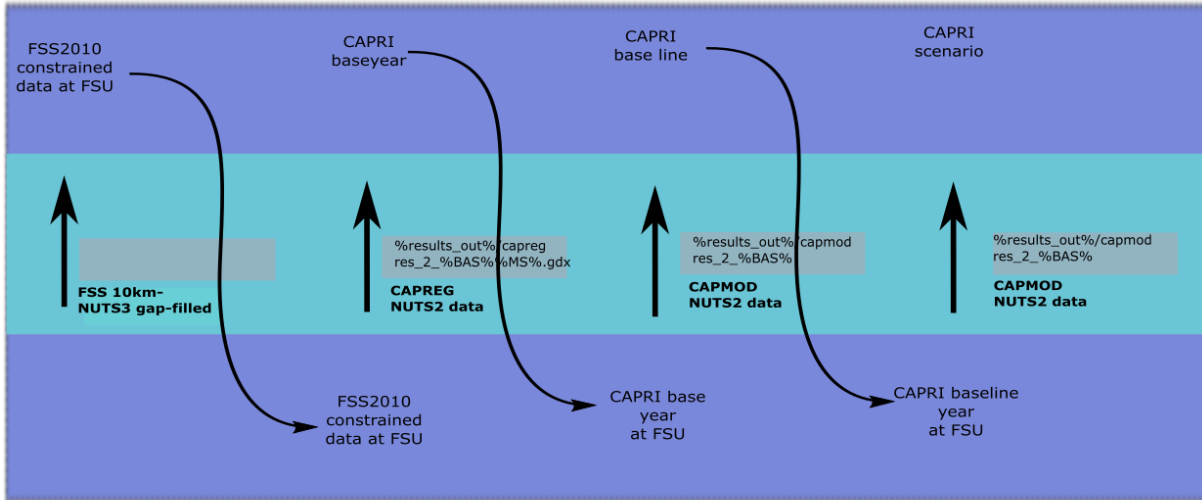 FSS2010
constrained
data at FSU
CAPRI
baseyear
CAPRI
base line
CAPRI
scenario
FSS 10km-
NUTS3 gap-filled
%results_out%/capreg
res_2_%BAS%%MS%.gdx
CAPREG
NUTS2 data
%results_out%/capmod
res_2_%BAS%
CAPMOD
NUTS2 data
%results_out%/capmod
res_2_%BAS%
CAPMOD
NUTS2 data
FSS2010
constrained
data at FSU
CAPRI base
year
at FSU
CAPRI baseline
year
at FSU